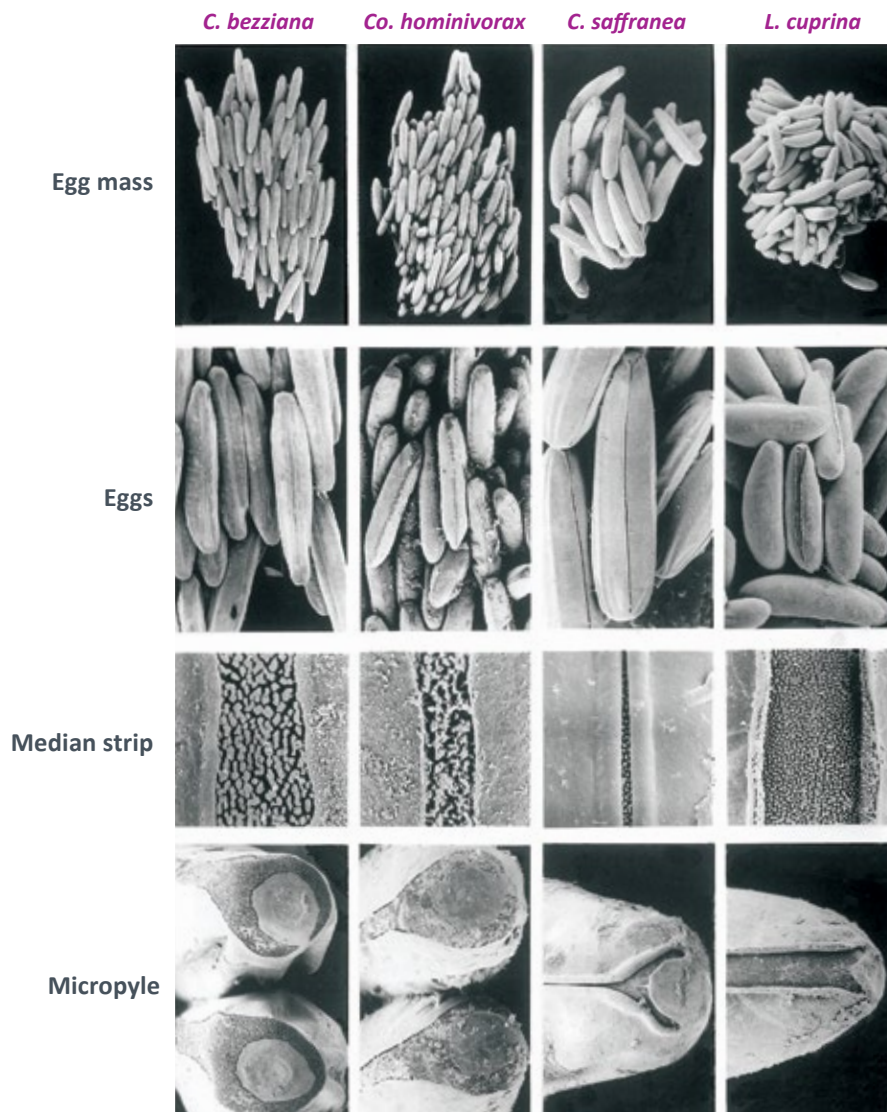 C. bezziana Co. hominivorax C. saffranea L. cuprina
Egg mass
Eggs
Median strip
Micropyle